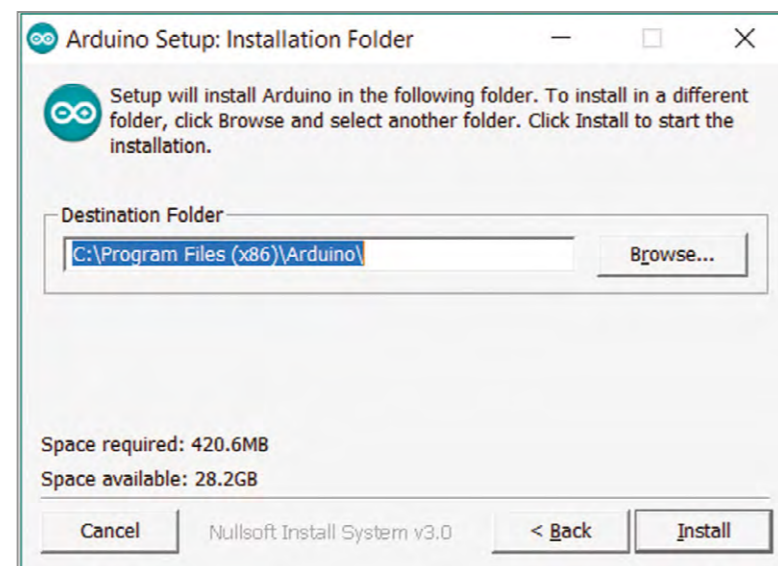 Arduino Setup: Installation Folder
Setup will install Arduino in the following folder. To install in a different
folder, click Browse and select another folder. Click Install to start the
installation.
Destination Folder
C:\Program Files (x86)\Arduino\
Browse...
Space required: 420.6MB
Space available: 28.2GB
Cancel
Nullsoft Install System v3.0
< Back
Install